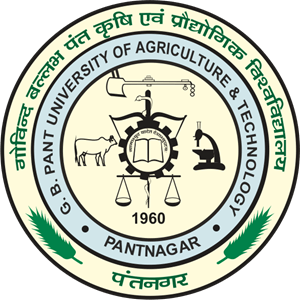 गोविन्द बल्लभ पंत कृषि एवं प्रौद्योगिक विश्वविद्यालय
G. B. PANT UNIVERSITY OF AGRICULTURE & TECHNOLOGY
1960
PANTNAGAR
पंतनगर